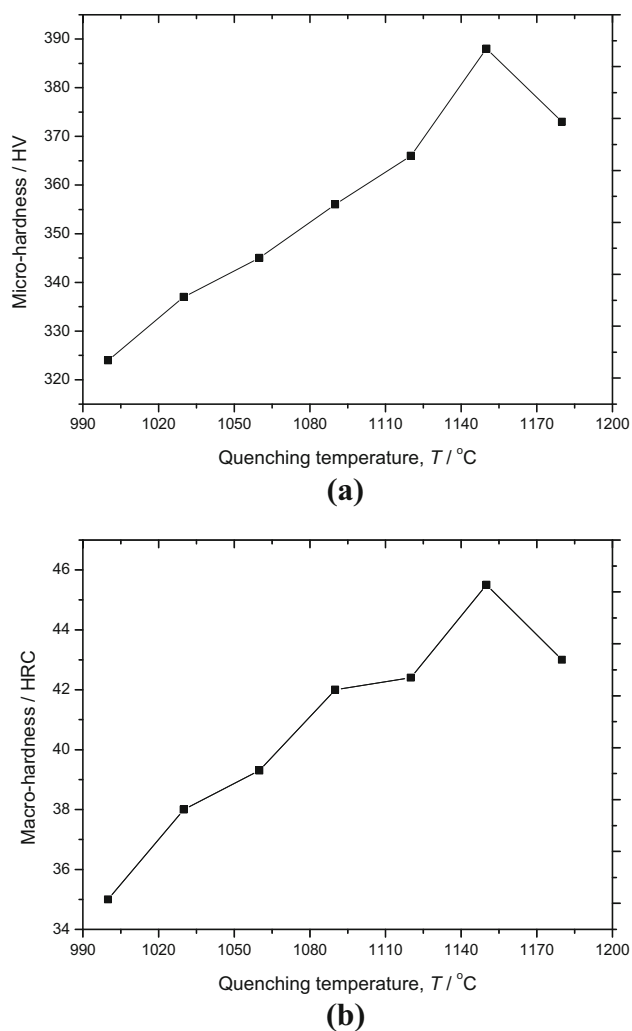 390
380
370
360
350
340
330
320
Micro-hardness / HV
990 1020 1050 1080 1110 1140 1170 1200
Quenching temperature, T / °C
(a)
46
44
42
40
38
36
34
Macro-hardness / HRC
990 1020 1050 1080 1110 1140 1170 1200
Quenching temperature, T / °C
(b)